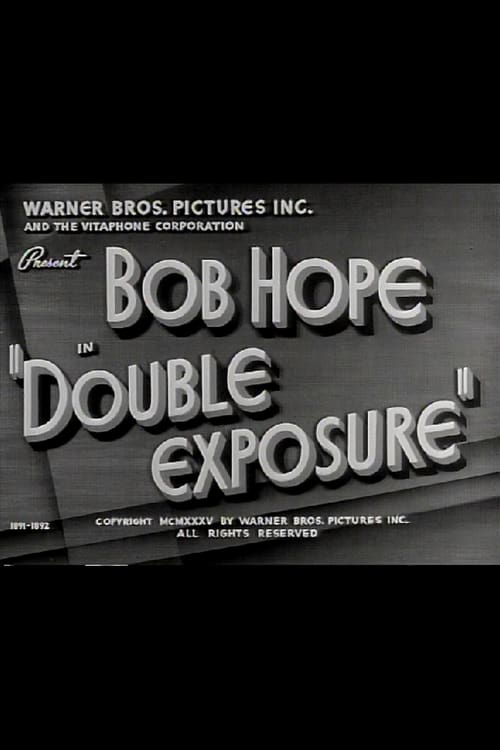 WARNER BROS. PICTURES INC.
AND THE VITAPHONE CORPORATION
Present BOB HOPE
IN
"DOUBLE
EXPOSURE"
1891-1892
COPYRIGHT MCMXXXV BY WARNER BROS. PICTURES INC.
ALL RIGHTS RESERVED